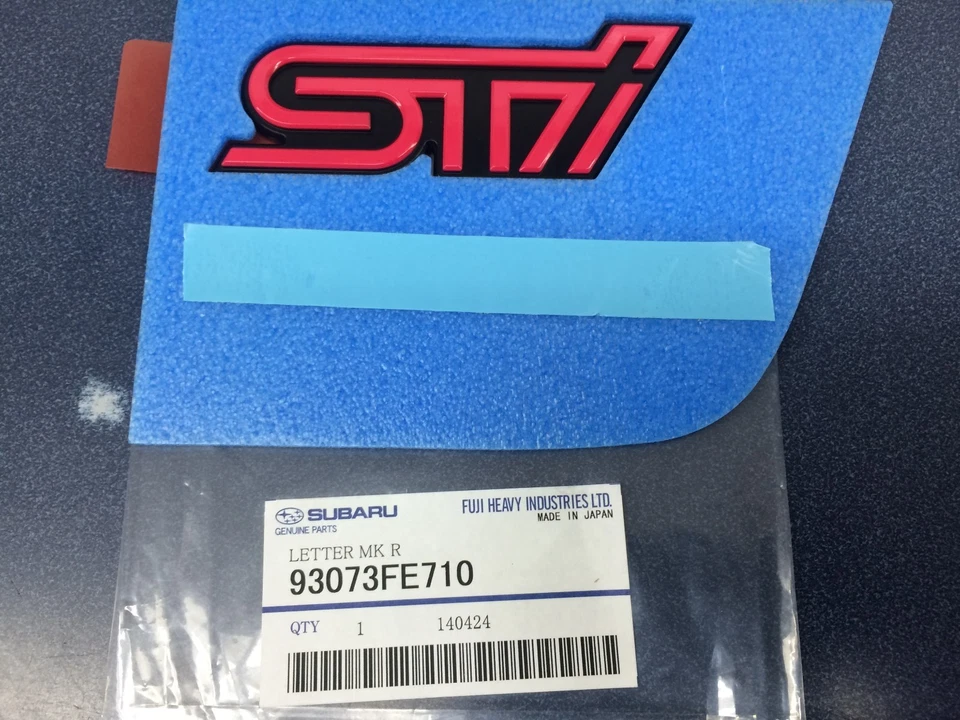 STi
SUBARU
GENUINE PARTS
FUJI HEAVY INDUSTRIES LTD.
MADE IN JAPAN
LETTER MK R
93073FE710
QTY 1 140424